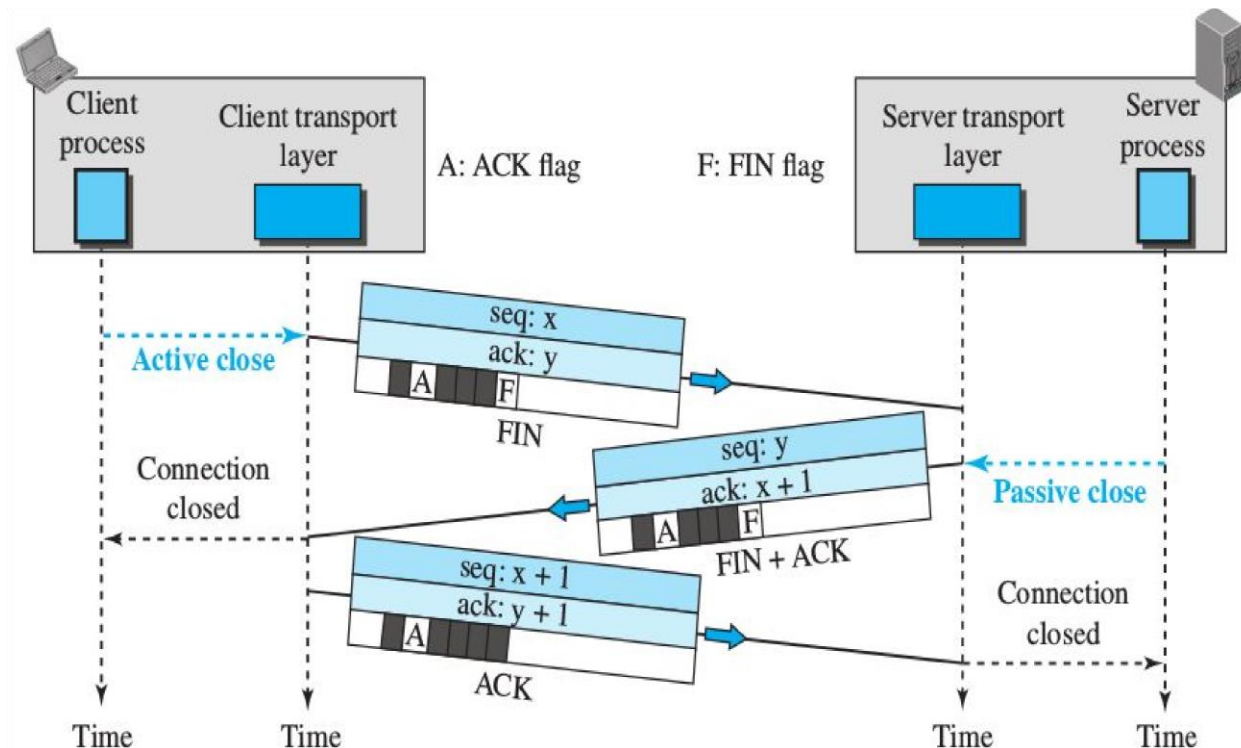 Client
process
Client transport
layer
A: ACK flag
F: FIN flag
Server transport
layer
Server
process
seq: x
ack: y
A
F
FIN
Active close
seq: y
ack: x + 1
A
F
FIN + ACK
Passive close
Connection
closed
seq: x + 1
ack: y + 1
A
ACK
Connection
closed
Time
Time
Time
Time